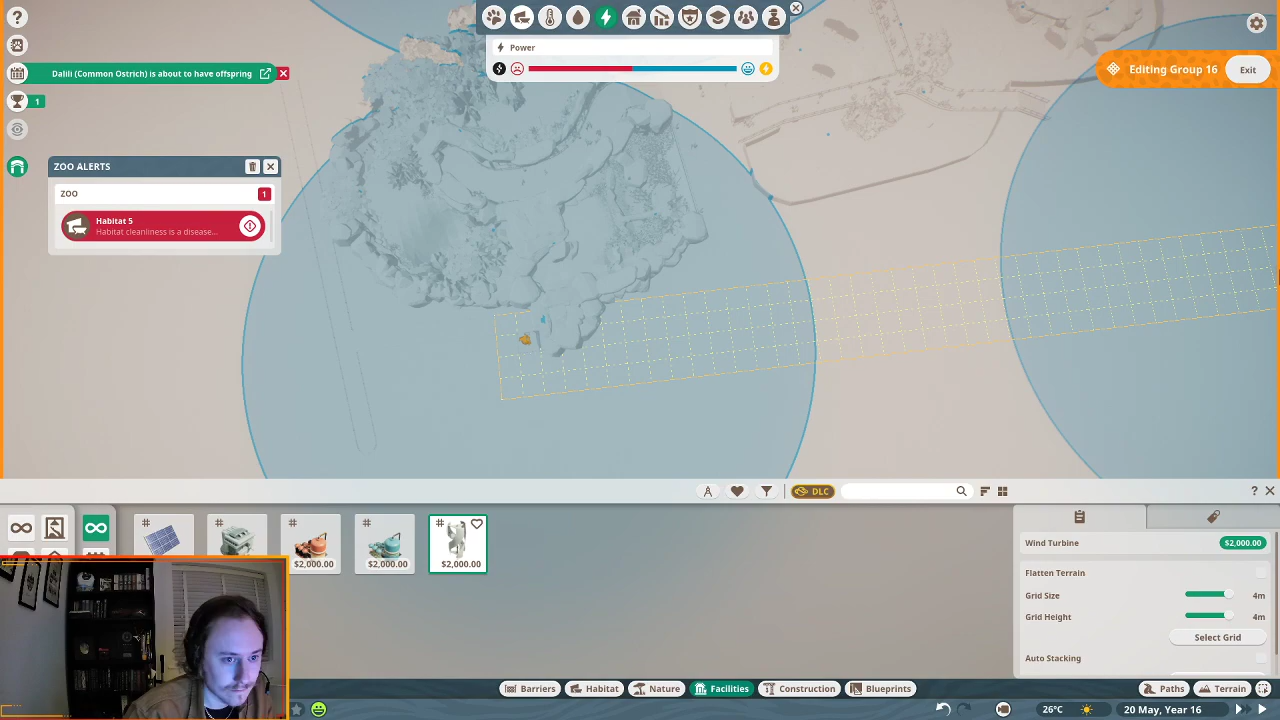 ?
Power
Dalili (Common Ostrich) is about to have offspring
Editing Group 16
Exit
1
ZOO ALERTS
ZOO
1
Habitat 5
Habitat cleanliness is a disease...
DLC
?
$2,000.00
$2,000.00
$2,000.00
Wind Turbine
$2,000.00
Flatten Terrain
Grid Size
4m
Grid Height
4m
Select Grid
Auto Stacking
Barriers
Habitat
Nature
Facilities
Construction
Blueprints
Paths
Terrain
26°C
20 May, Year 16